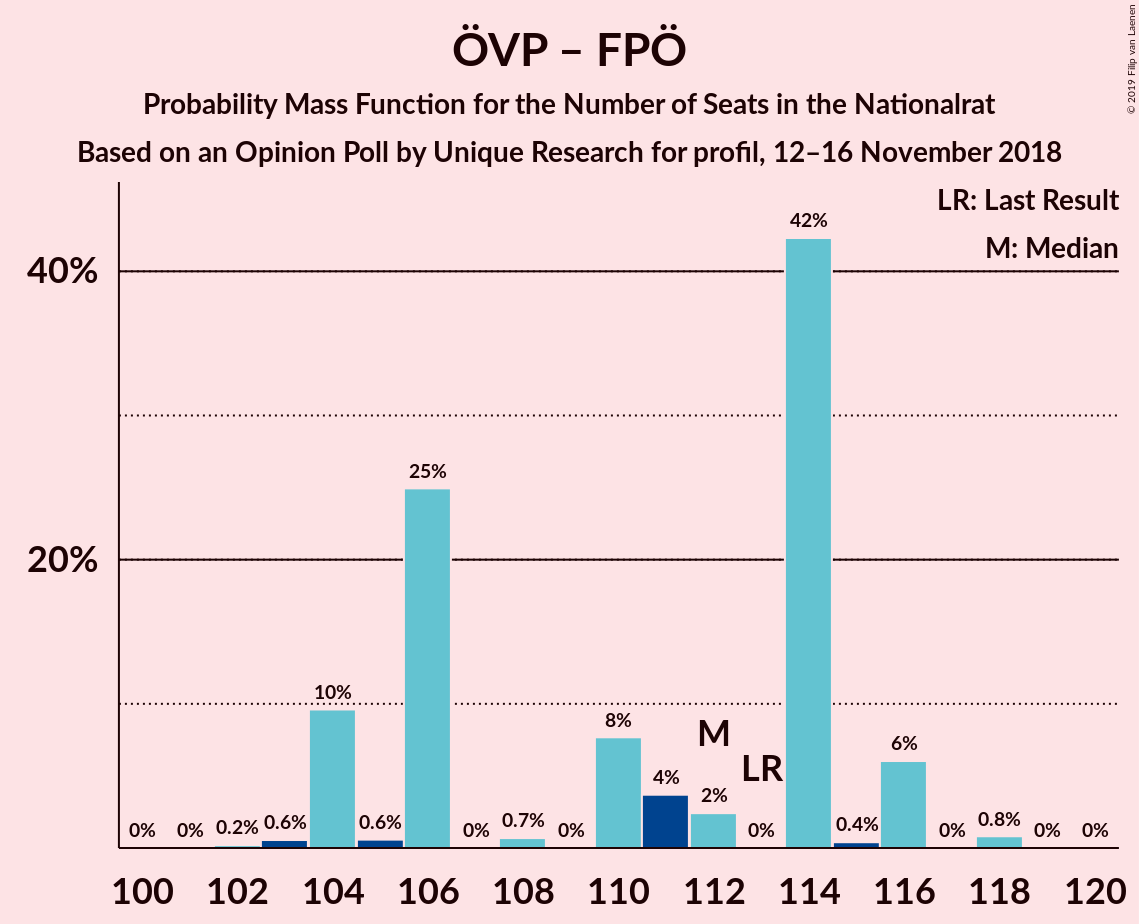 ÖVP – FPÖ
Probability Mass Function for the Number of Seats in the Nationalrat
Based on an Opinion Poll by Unique Research for profil, 12–16 November 2018
© 2019 Filip van Laenen
LR: Last Result
M: Median
40%
20%
0% 0% 0.2% 0.6% 10% 0.6% 25% 0% 0.7% 0% 8% 4% 2% 0% 42% 0.4% 6% 0% 0.8% 0% 0%
M
LR
100 102 104 106 108 110 112 114 116 118 120